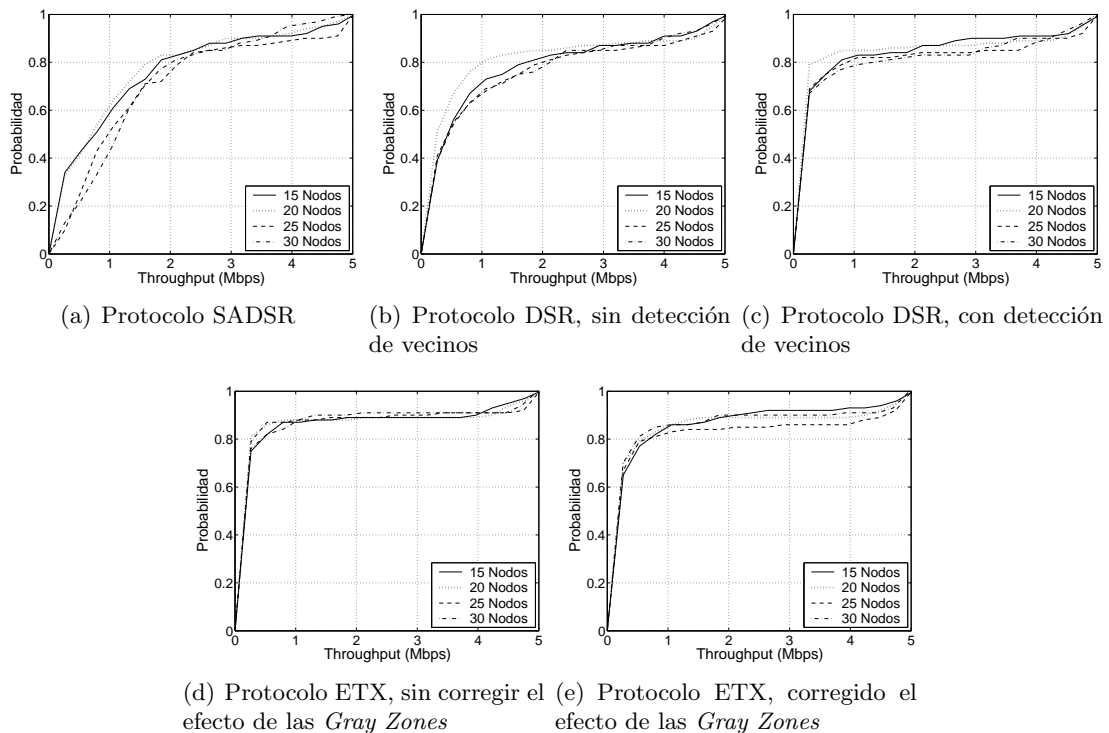 1
0.8
0.6
0.4
0.2
0
Probabilidad
0 1 2 3 4 5
Throughput (Mbps)
15 Nodos
20 Nodos
25 Nodos
30 Nodos
(a) Protocolo SADSR
1
0.8
0.6
0.4
0.2
0
Probabilidad
0 1 2 3 4 5
Throughput (Mbps)
15 Nodos
20 Nodos
25 Nodos
30 Nodos
(b) Protocolo DSR, sin detección
de vecinos
1
0.8
0.6
0.4
0.2
0
Probabilidad
0 1 2 3 4 5
Throughput (Mbps)
15 Nodos
20 Nodos
25 Nodos
30 Nodos
(c) Protocolo DSR, con detección
de vecinos
1
0.8
0.6
0.4
0.2
0
Probabilidad
0 1 2 3 4 5
Throughput (Mbps)
15 Nodos
20 Nodos
25 Nodos
30 Nodos
(d) Protocolo ETX, sin corregir el
efecto de las Gray Zones
1
0.8
0.6
0.4
0.2
0
Probabilidad
0 1 2 3 4 5
Throughput (Mbps)
15 Nodos
20 Nodos
25 Nodos
30 Nodos
(e) Protocolo ETX, corregido el
efecto de las Gray Zones